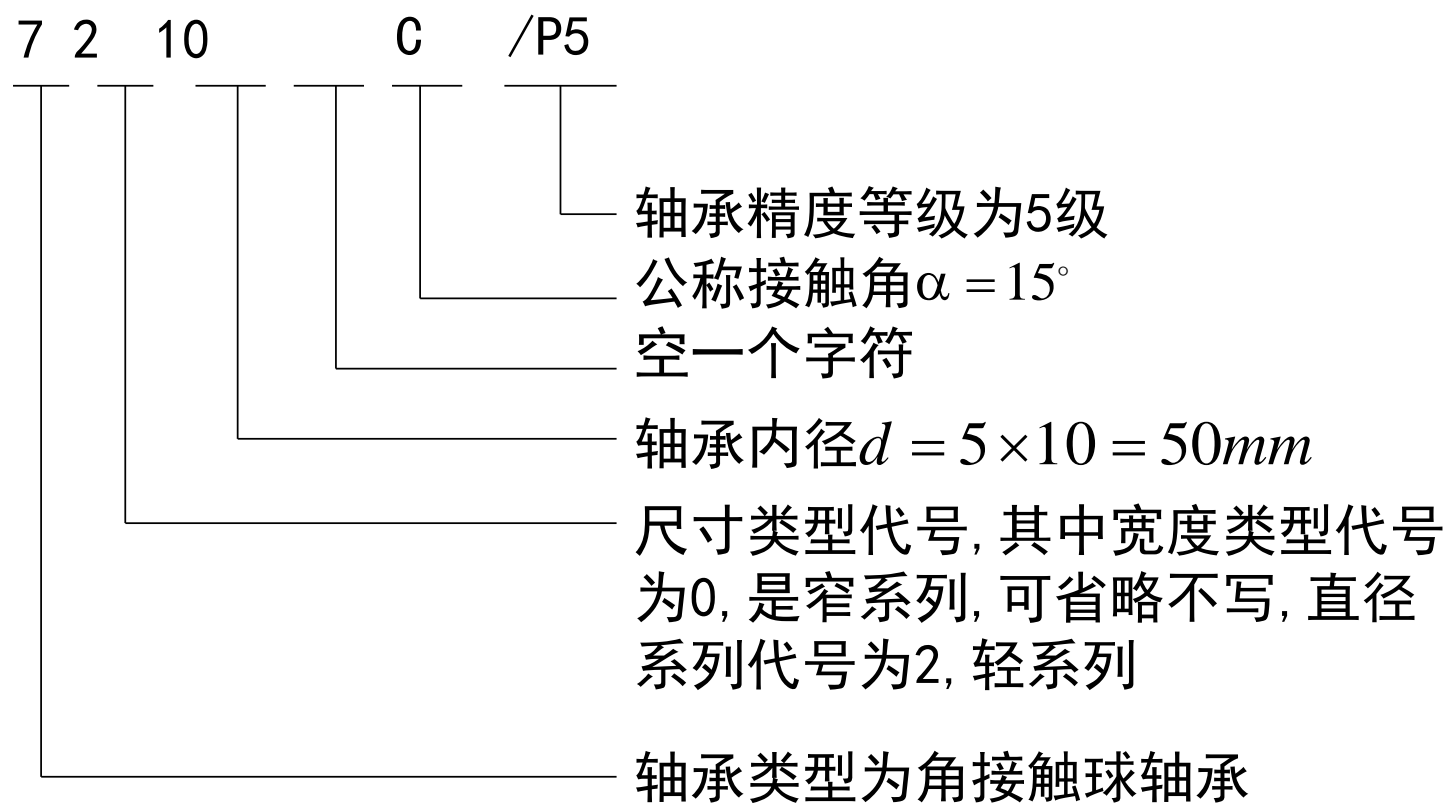 7 2 10 C /P5
轴承精度等级为5级
公称接触角α = 15°
空一个字符
轴承内径d = 5×10 = 50mm
尺寸类型代号,其中宽度类型代号
为0,是窄系列,可省略不写,直径
系列代号为2,轻系列
轴承类型为角接触球轴承